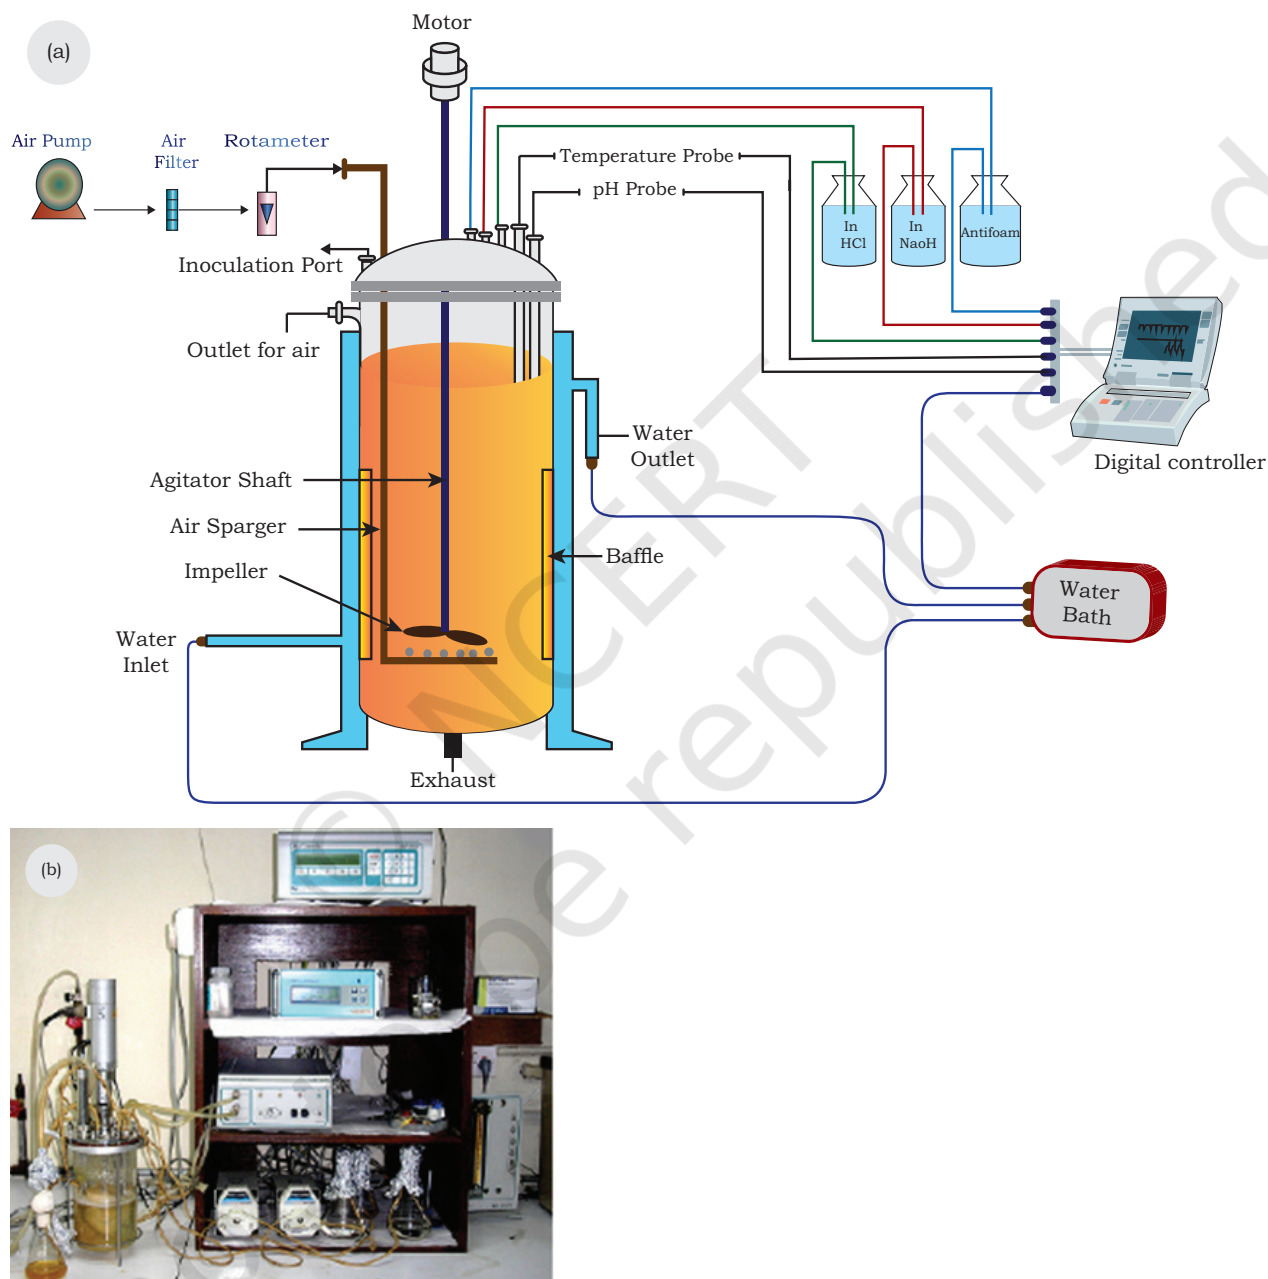 (a)
Motor
Air Pump
Air
Filter
Rotameter
Temperature Probe
pH Probe
In
HCl
In
NaoH
Antifoam
Inoculation Port
Outlet for air
Water
Outlet
Digital controller
Agitator Shaft
Air Sparger
Baffle
Impeller
Water
Bath
Water
Inlet
Exhaust
(b)
© NCERT
be republished